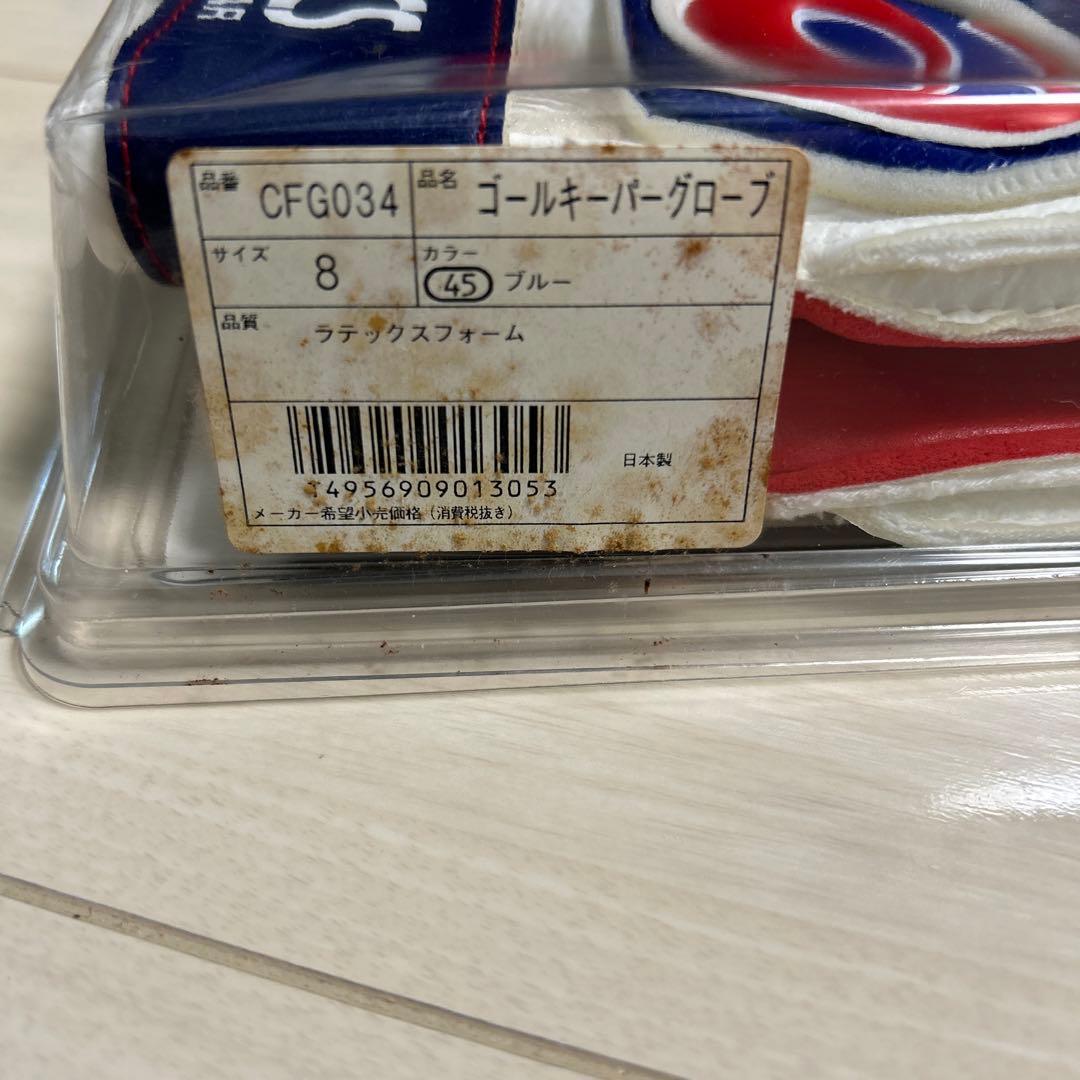 品番 CFG034 品名 ゴールキーパーグローブ
サイズ 8 カラー 45 ブルー
品質 ラテックスフォーム
4956909013053
日本製
メーカー希望小売価格(消費税抜き)